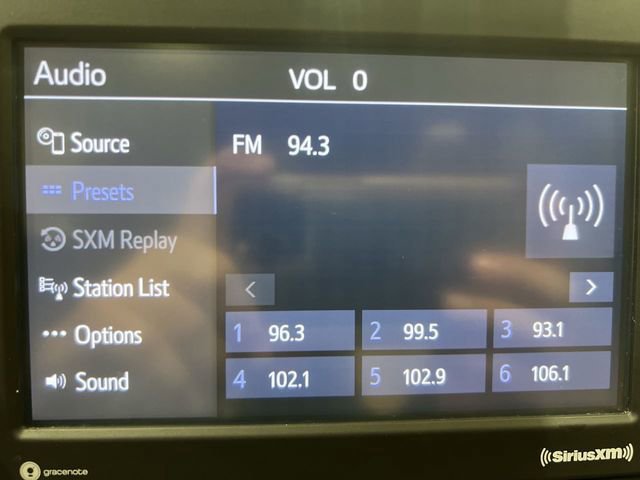 Audio VOL 0
Source
FM 94.3
Presets
SXM Replay
Station List
Options
Sound
1 96.3 2 99.5 3 93.1
4 102.1 5 102.9 6 106.1
gracenote
SiriusXM